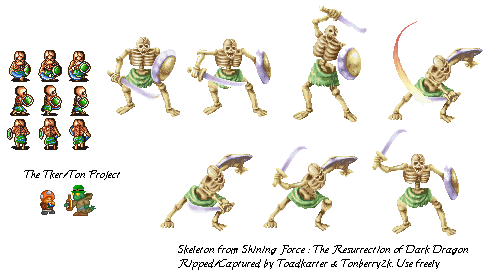 The Tker/Ton Project
Skeleton from Shining Force : The Resurrection of Dark Dragon
Ripped/Captured by Toadkarter & Tonberry2k. Use freely